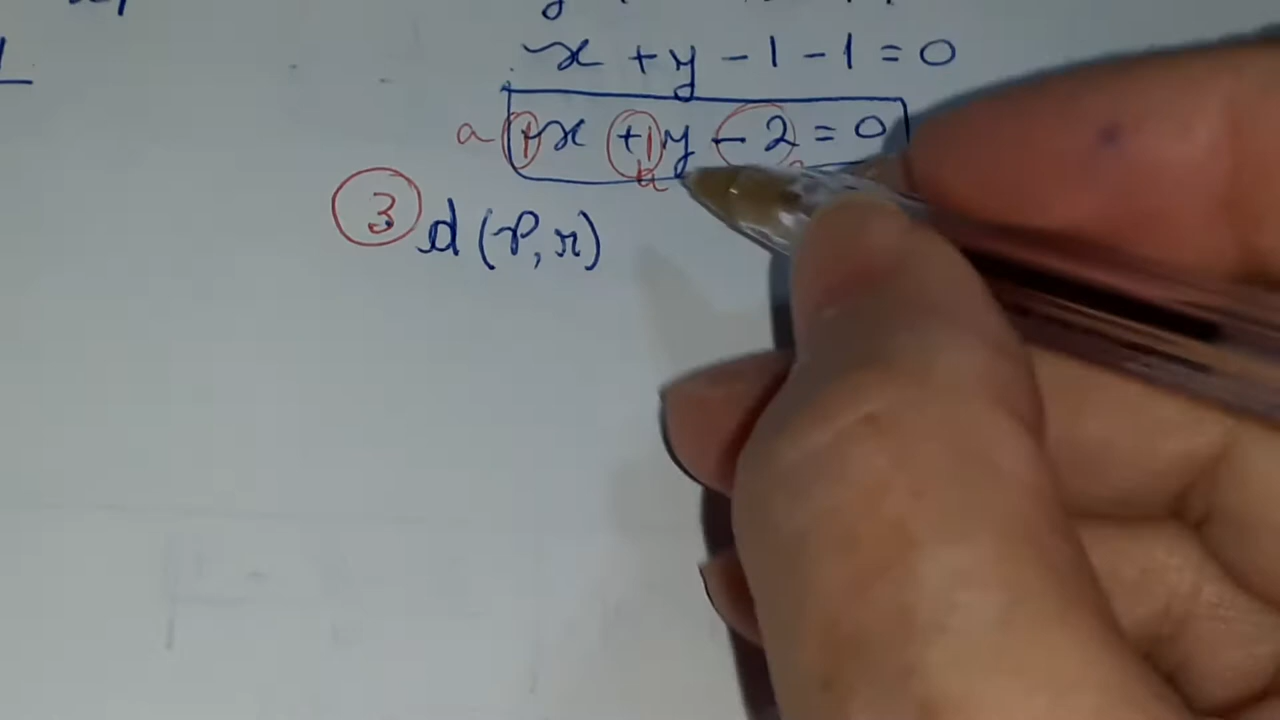 x + y - 1 - 1 = 0
a 1x + 1y - 2 = 0
b
3 d(P, r)